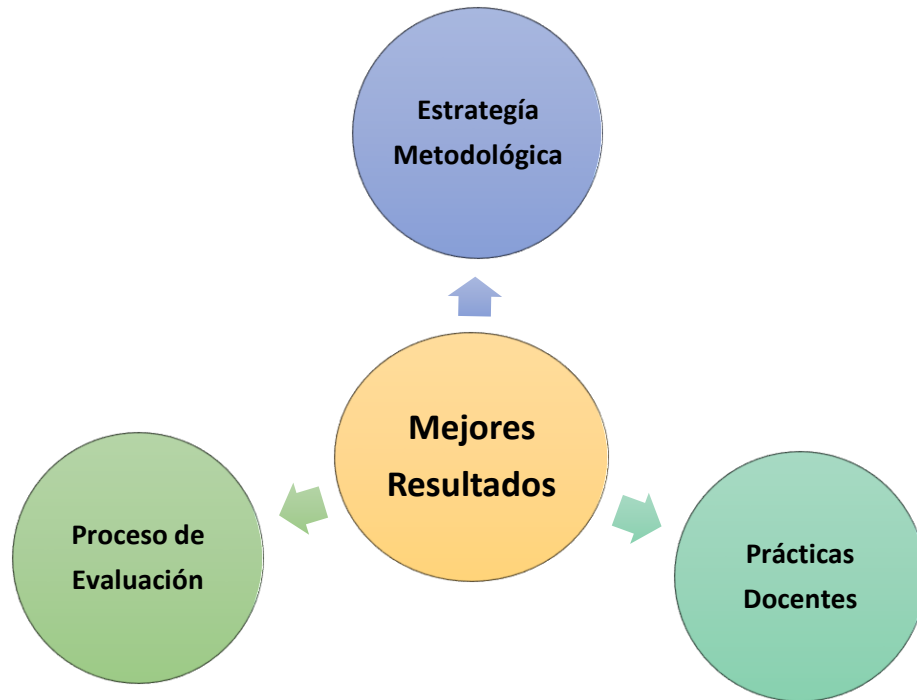 Estrategía
Metodológica
Mejores
Resultados
Proceso de
Evaluación
Prácticas
Docentes